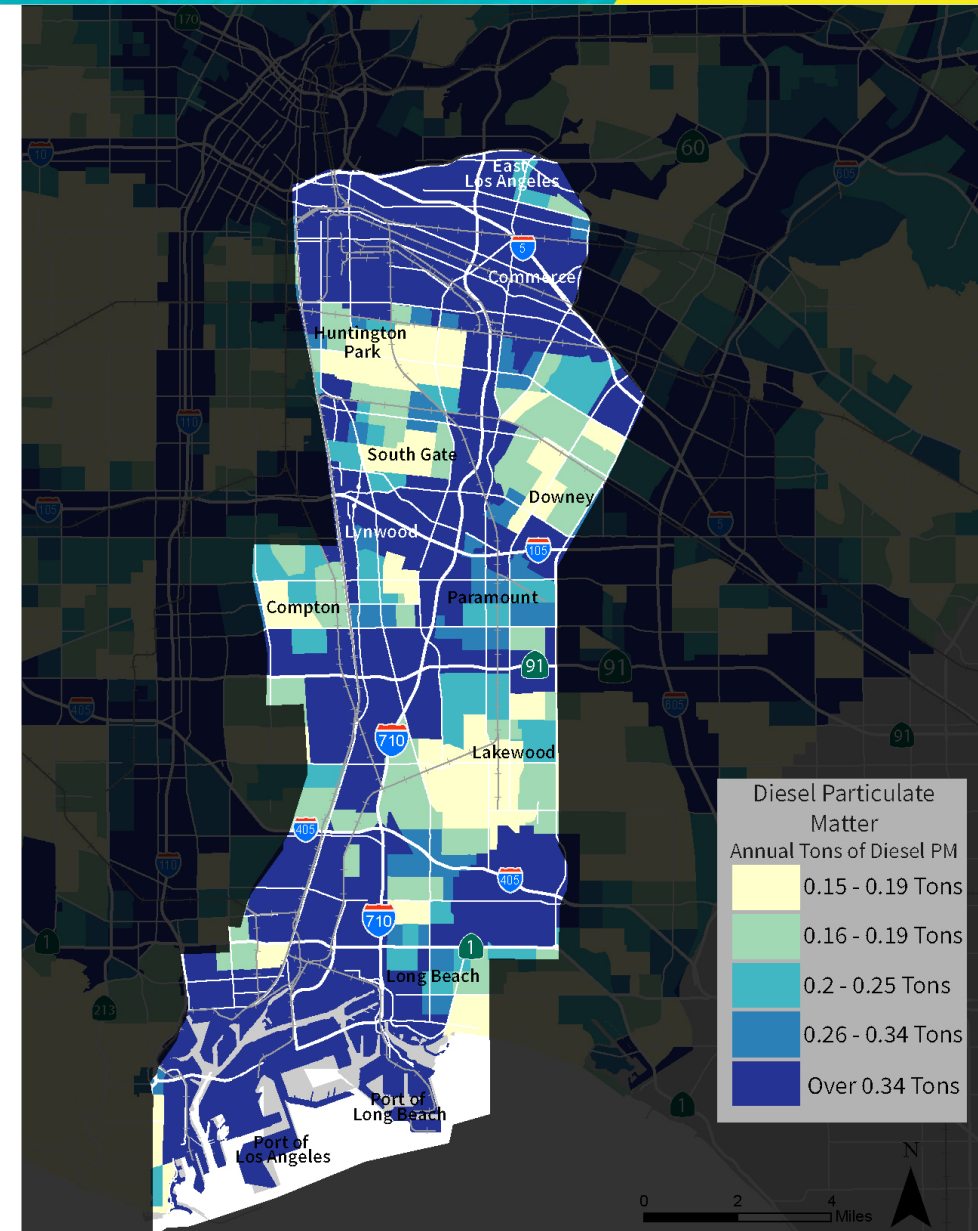 170
10
60
605
East
Los Angeles
5
Commerce
Huntington
Park
110
South Gate
Downey
105
5
Lynwood
105
Compton
Paramount
91
91
605
405
91
710
Lakewood
405
110
405
710
1
1
Long Beach
213
1
Port of
Long Beach
Port of
Los Angeles
Diesel Particulate
Matter
Annual Tons of Diesel PM
0.15 - 0.19 Tons
0.16 - 0.19 Tons
0.2 - 0.25 Tons
0.26 - 0.34 Tons
Over 0.34 Tons
N
0 2 4
Miles